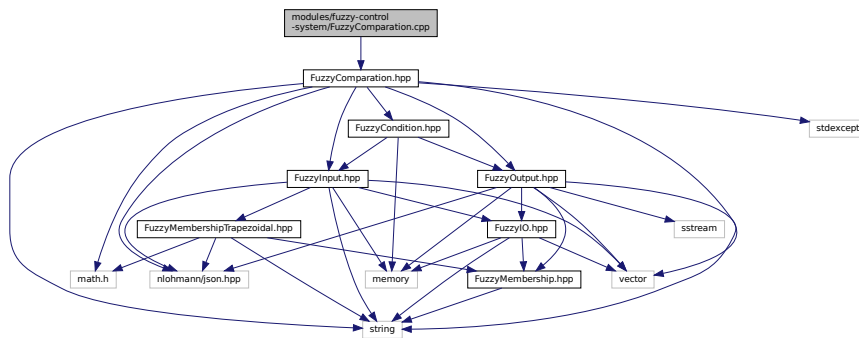 modules/fuzzy-control
-system/FuzzyComparation.cpp
FuzzyComparation.hpp
FuzzyCondition.hpp
stdexcept
FuzzyInput.hpp
FuzzyOutput.hpp
FuzzyMembershipTrapezoidal.hpp
FuzzyIO.hpp
sstream
math.h
nlohmann/json.hpp
memory
FuzzyMembership.hpp
vector
string